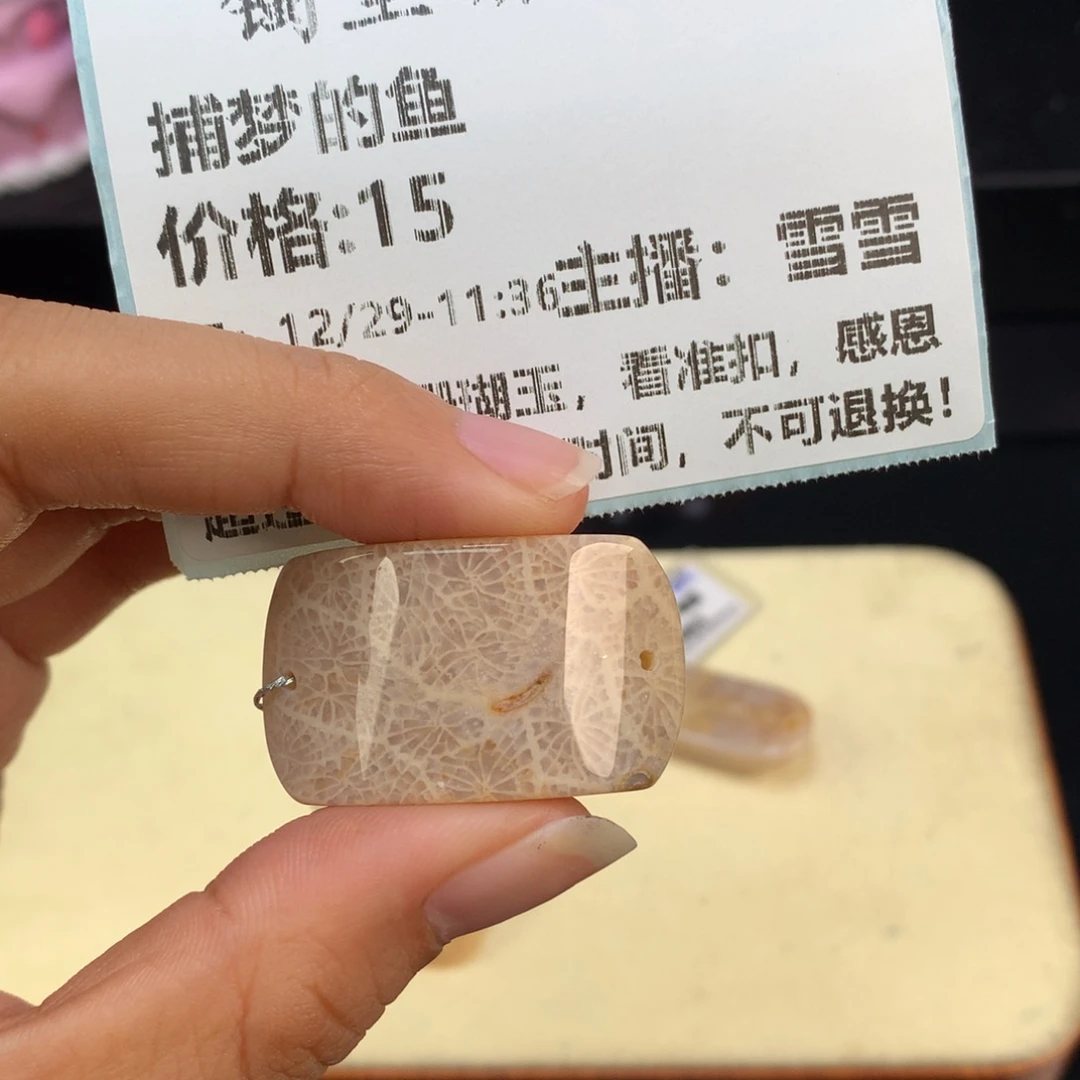 捕梦的鱼
价格:15
12/29-11:36主播：雪雪
瑚玉，看准扣，感恩
时间，不可退换!